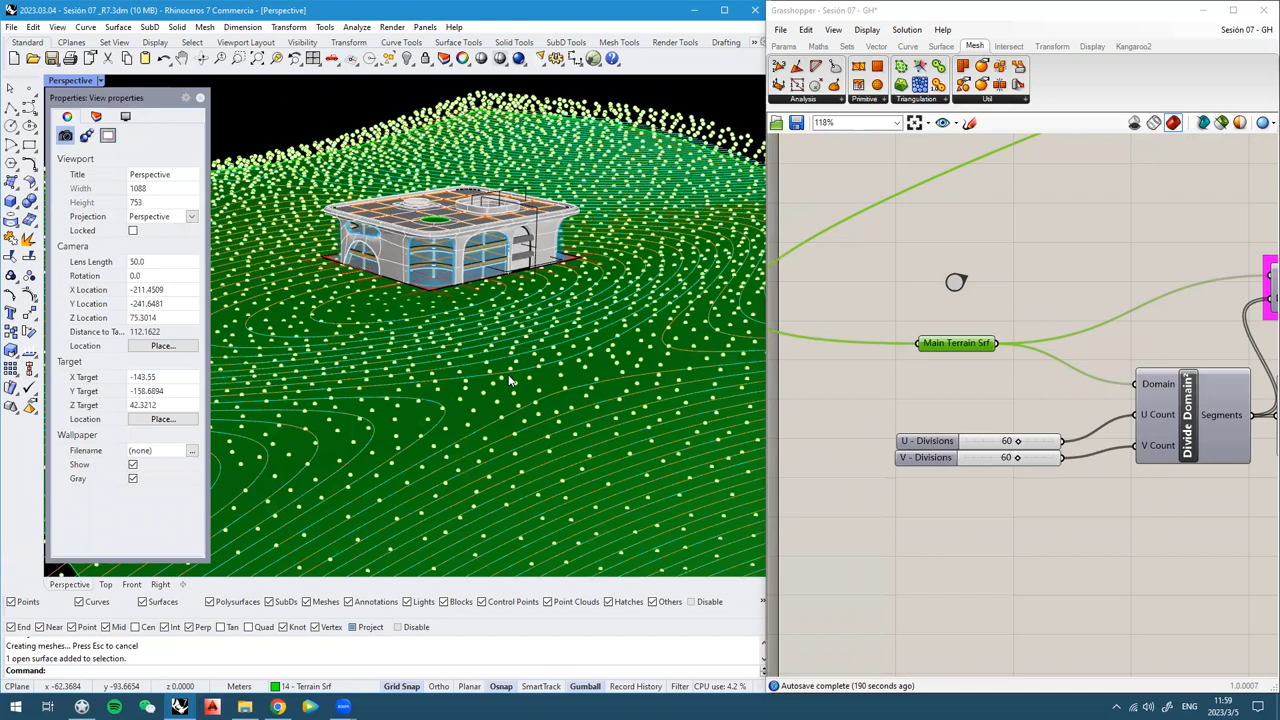 2023.03.04 - Sesión 07 _R7.3dm (10 MB) - Rhinoceros 7 Commercia - [Perspective]
Grasshopper - Sesión 07 - GH*
File Edit View Curve Surface SubD Solid Mesh Dimension Transform Tools Analyze Render Panels Help
File Edit View Display Solution Help
Sesión 07 - GH
Standard CPlanes Set View Display Select Viewport Layout Visibility Transform Curve Tools Surface Tools Solid Tools SubD Tools Mesh Tools Render Tools Drafting
Params Maths Sets Vector Curve Surface Mesh Intersect Transform Display Kangaroo2
Perspective
Properties: View properties
Analysis Primitive Triangulation Util
118%
Viewport
Title Perspective
Width 1088
Height 753
Projection Perspective
Locked
Camera
Lens Length 50.0
Rotation 0.0
X Location -211.4509
Y Location -241.6481
Z Location 75.3014
Distance to Ta... 112.1622
Location Place...
Target
X Target -143.55
Y Target -158.6894
Z Target 42.3212
Location Place...
Wallpaper
Filename (none) ...
Show
Gray
Main Terrain Srf
Domain
U Count
V Count
Divide Domain²
Segments
U - Divisions 60
V - Divisions 60
Perspective Top Front Right
Points Curves Surfaces Polysurfaces SubDs Meshes Annotations Lights Blocks Control Points Point Clouds Hatches Others Disable
End Near Point Mid Cen Int Perp Tan Quad Knot Vertex Project Disable
Creating meshes... Press Esc to cancel
1 open surface added to selection.
Command:
CPlane x -62.3684 y -93.6654 z 0.0000 Meters 14 - Terrain Srf Grid Snap Ortho Planar Osnap SmartTrack Gumball Record History Filter CPU use: 4.2 %
Autosave complete (190 seconds ago)
1.0.0007
zoom
ENG
11:59
2023/3/5